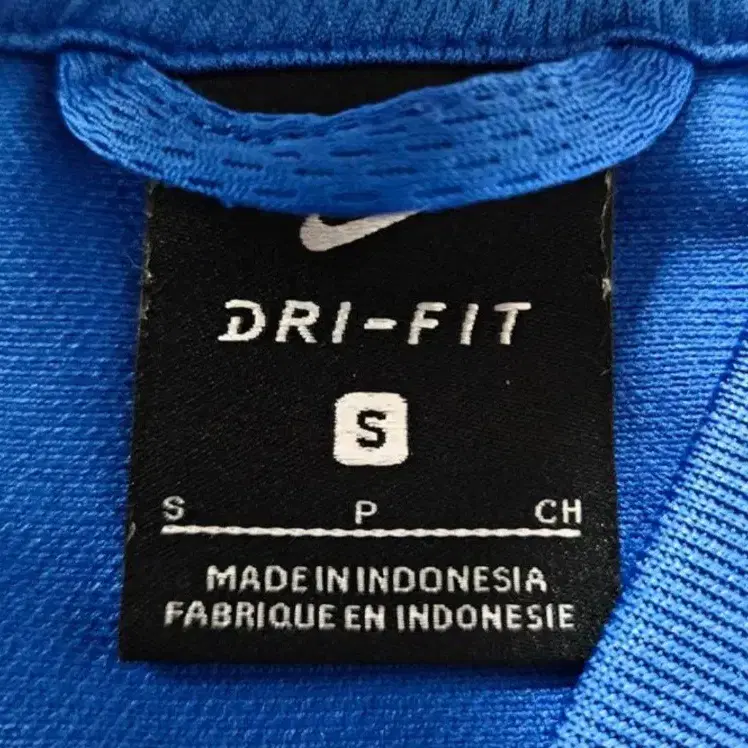 DRI-FIT
S
S P CH
MADE IN INDONESIA
FABRIQUE EN INDONESIE